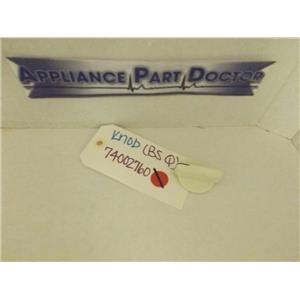 APPLIANCE PART DOCTOR
KNOB (BS Q)
74002760